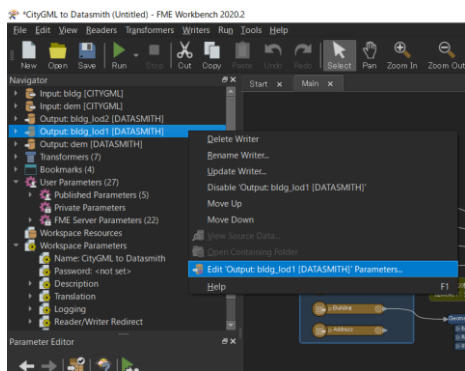 *CityGML to Datasmith (Untitled) - FME Workbench 2020.2
File Edit View Readers Transformers Writers Run Tools Help
New Open Save Run Stop Cut Copy Paste Undo Redo Select Pan Zoom In Zoom Out
Navigator
Start Main
Input: bldg [CITYGML]
Input: dem [CITYGML]
Output: bldg_lod2 [DATASMITH]
Output: bldg_lod1 [DATASMITH]
Output: dem [DATASMITH]
Transformers (7)
Bookmarks (4)
User Parameters (27)
Published Parameters (5)
Private Parameters
FME Server Parameters (22)
Workspace Resources
Workspace Parameters
Name: CityGML to Datasmith
Password: <not set>
Description
Translation
Logging
Reader/Writer Redirect
Parameter Editor
Delete Writer
Rename Writer...
Update Writer...
Disable 'Output: bldg_lod1 [DATASMITH]'
Move Up
Move Down
View Source Data...
Open Containing Folder
Edit 'Output: bldg_lod1 [DATASMITH]' Parameters...
Help F1
Building
Address